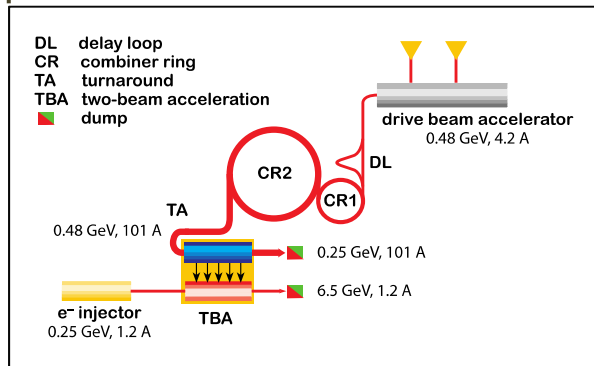 DL delay loop
CR combiner ring
TA turnaround
TBA two-beam acceleration
dump
drive beam accelerator
0.48 GeV, 4.2 A
DL
CR2
CR1
TA
0.48 GeV, 101 A
0.25 GeV, 101 A
6.5 GeV, 1.2 A
e⁻ injector
0.25 GeV, 1.2 A
TBA